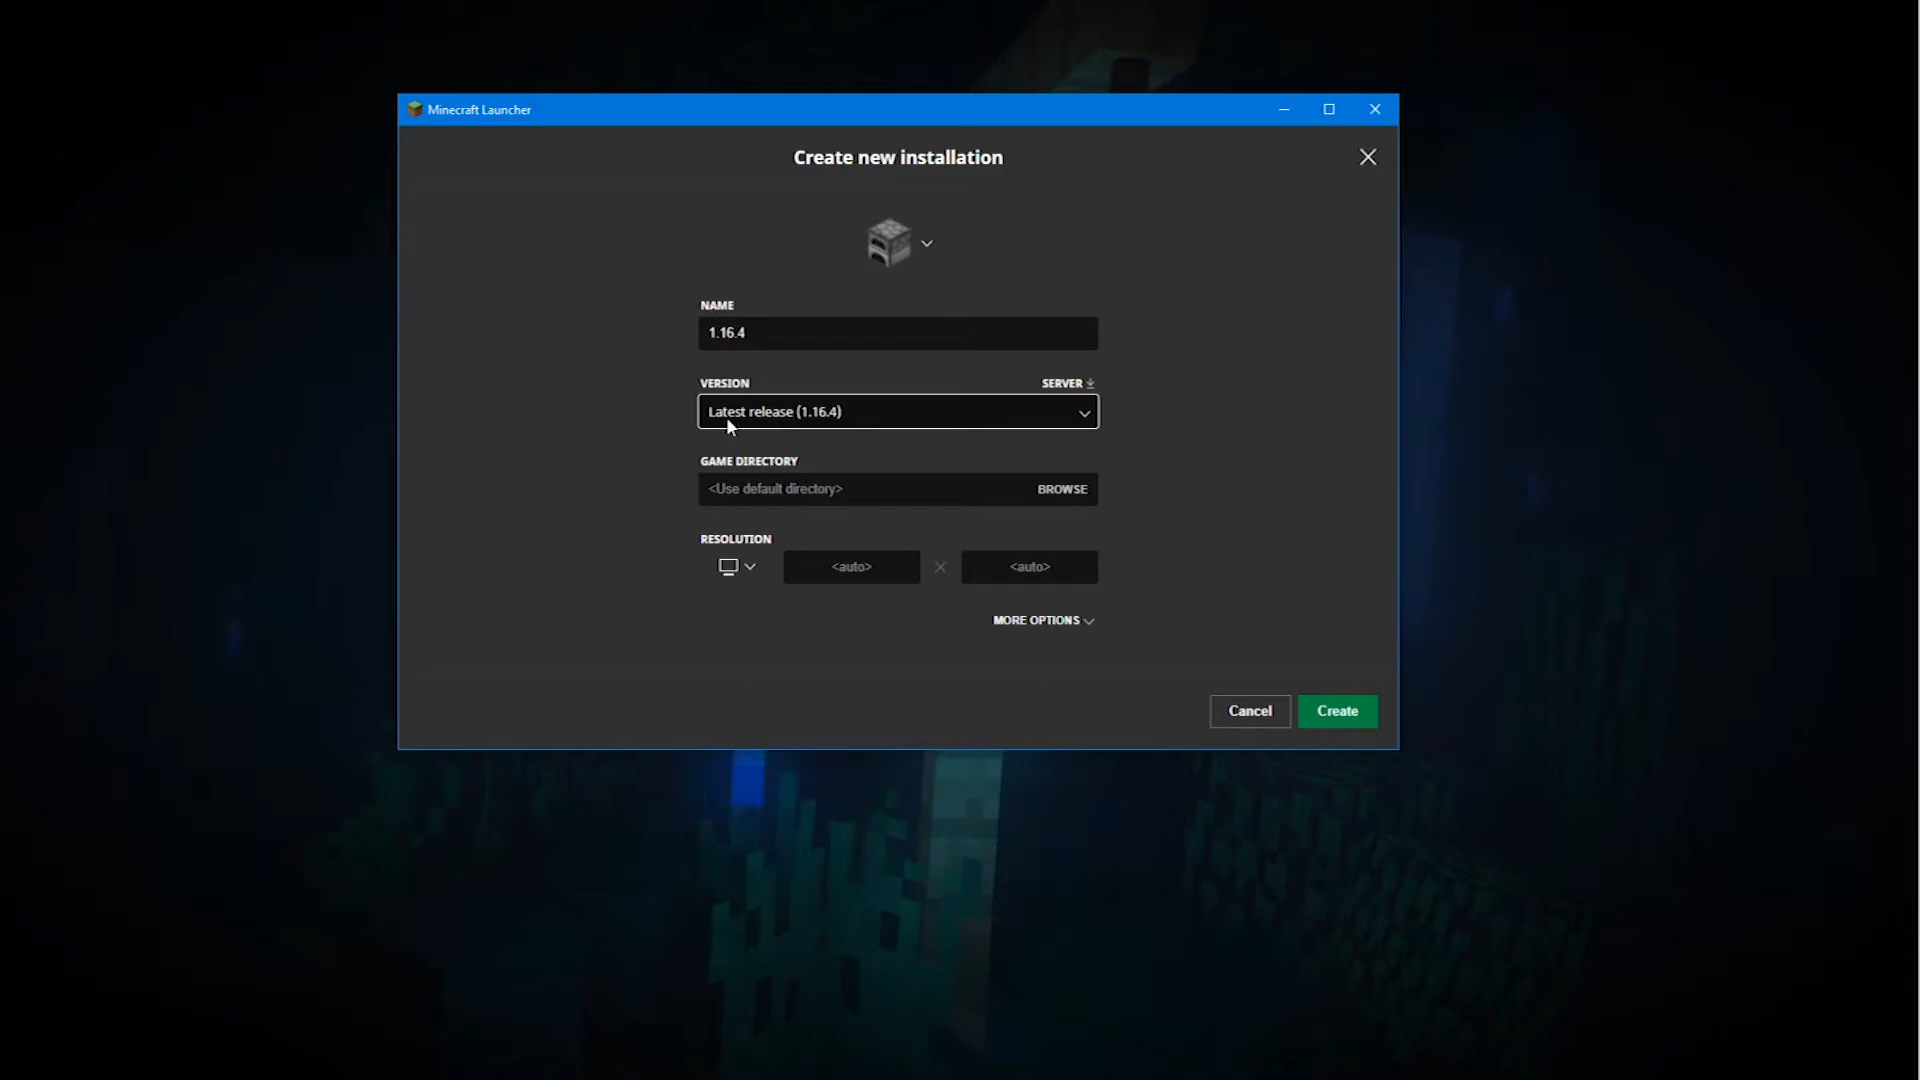 Minecraft Launcher
Create new installation
NAME
1.16.4
VERSION SERVER
Latest release (1.16.4)
GAME DIRECTORY
<Use default directory> BROWSE
RESOLUTION
<auto> <auto>
MORE OPTIONS
Cancel Create